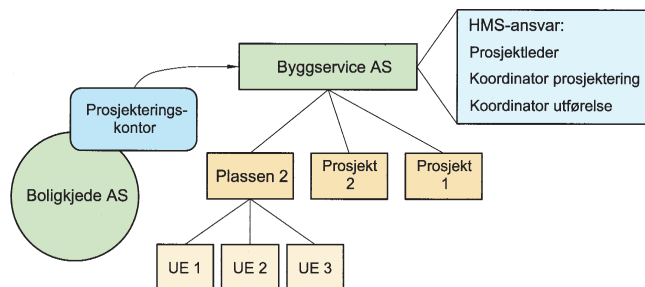 HMS-ansvar:
Prosjektleder
Koordinator prosjektering
Koordinator utførelse
Byggservice AS
Prosjekterings-
kontor
Boligkjede AS
Plassen 2
Prosjekt
2
Prosjekt
1
UE 1
UE 2
UE 3